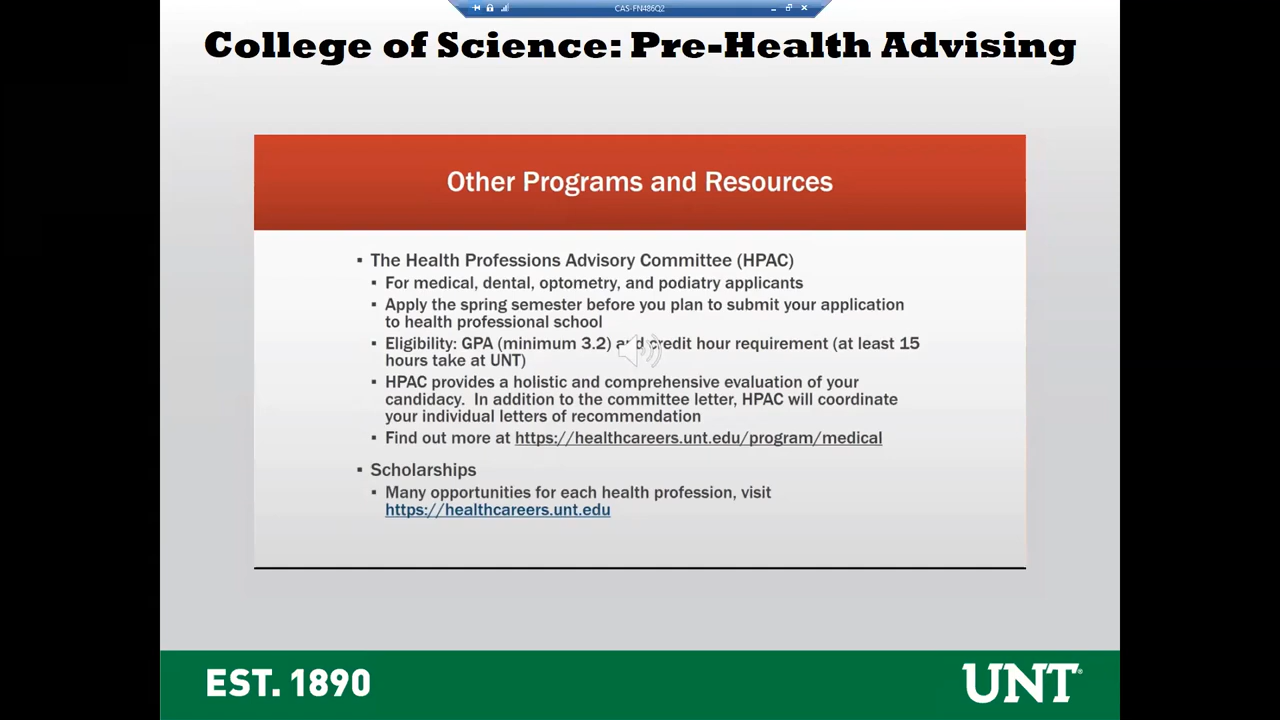 CAS-FN486Q2
College of Science: Pre-Health Advising
Other Programs and Resources
▪ The Health Professions Advisory Committee (HPAC)
▪ For medical, dental, optometry, and podiatry applicants
▪ Apply the spring semester before you plan to submit your application
to health professional school
▪ Eligibility: GPA (minimum 3.2) and credit hour requirement (at least 15
hours take at UNT)
▪ HPAC provides a holistic and comprehensive evaluation of your
candidacy. In addition to the committee letter, HPAC will coordinate
your individual letters of recommendation
▪ Find out more at https://healthcareers.unt.edu/program/medical
▪ Scholarships
▪ Many opportunities for each health profession, visit
https://healthcareers.unt.edu
EST. 1890
UNT®